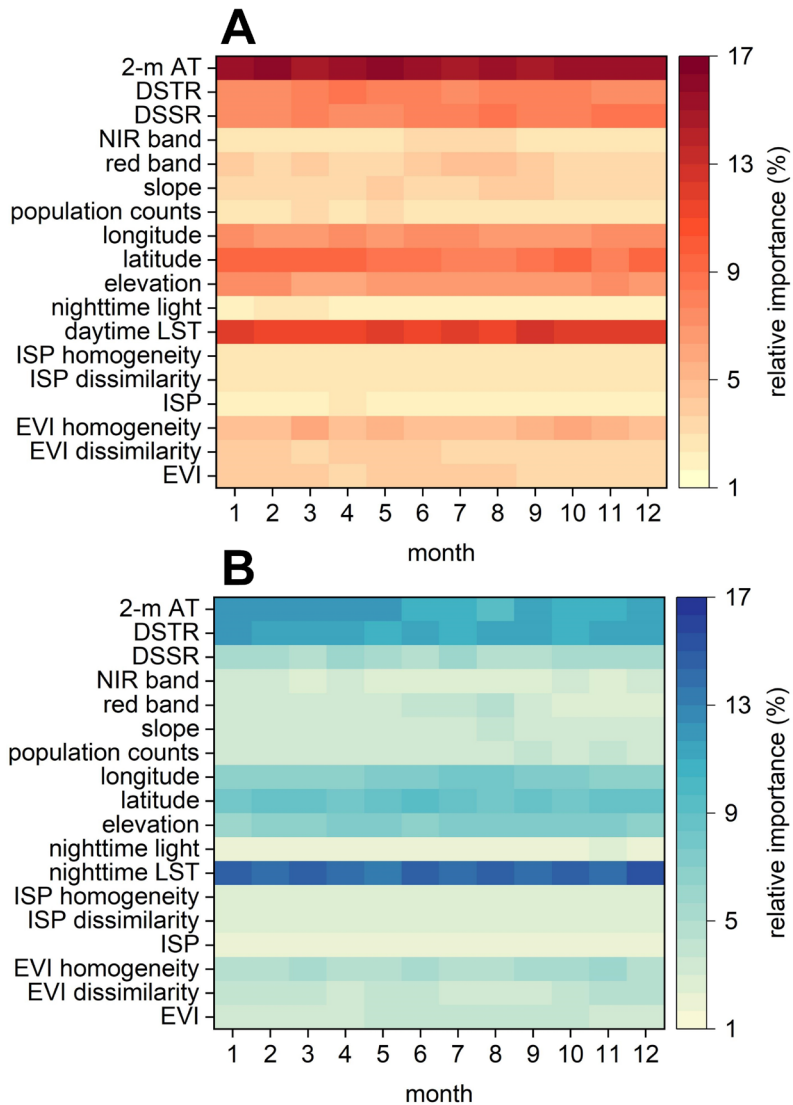 A
2-m AT
DSTR
DSSR
NIR band
red band
slope
population counts
longitude
latitude
elevation
nighttime light
daytime LST
ISP homogeneity
ISP dissimilarity
ISP
EVI homogeneity
EVI dissimilarity
EVI
1 2 3 4 5 6 7 8 9 10 11 12
month
17
13
9
5
1
relative importance (%)
B
2-m AT
DSTR
DSSR
NIR band
red band
slope
population counts
longitude
latitude
elevation
nighttime light
nighttime LST
ISP homogeneity
ISP dissimilarity
ISP
EVI homogeneity
EVI dissimilarity
EVI
1 2 3 4 5 6 7 8 9 10 11 12
month
17
13
9
5
1
relative importance (%)